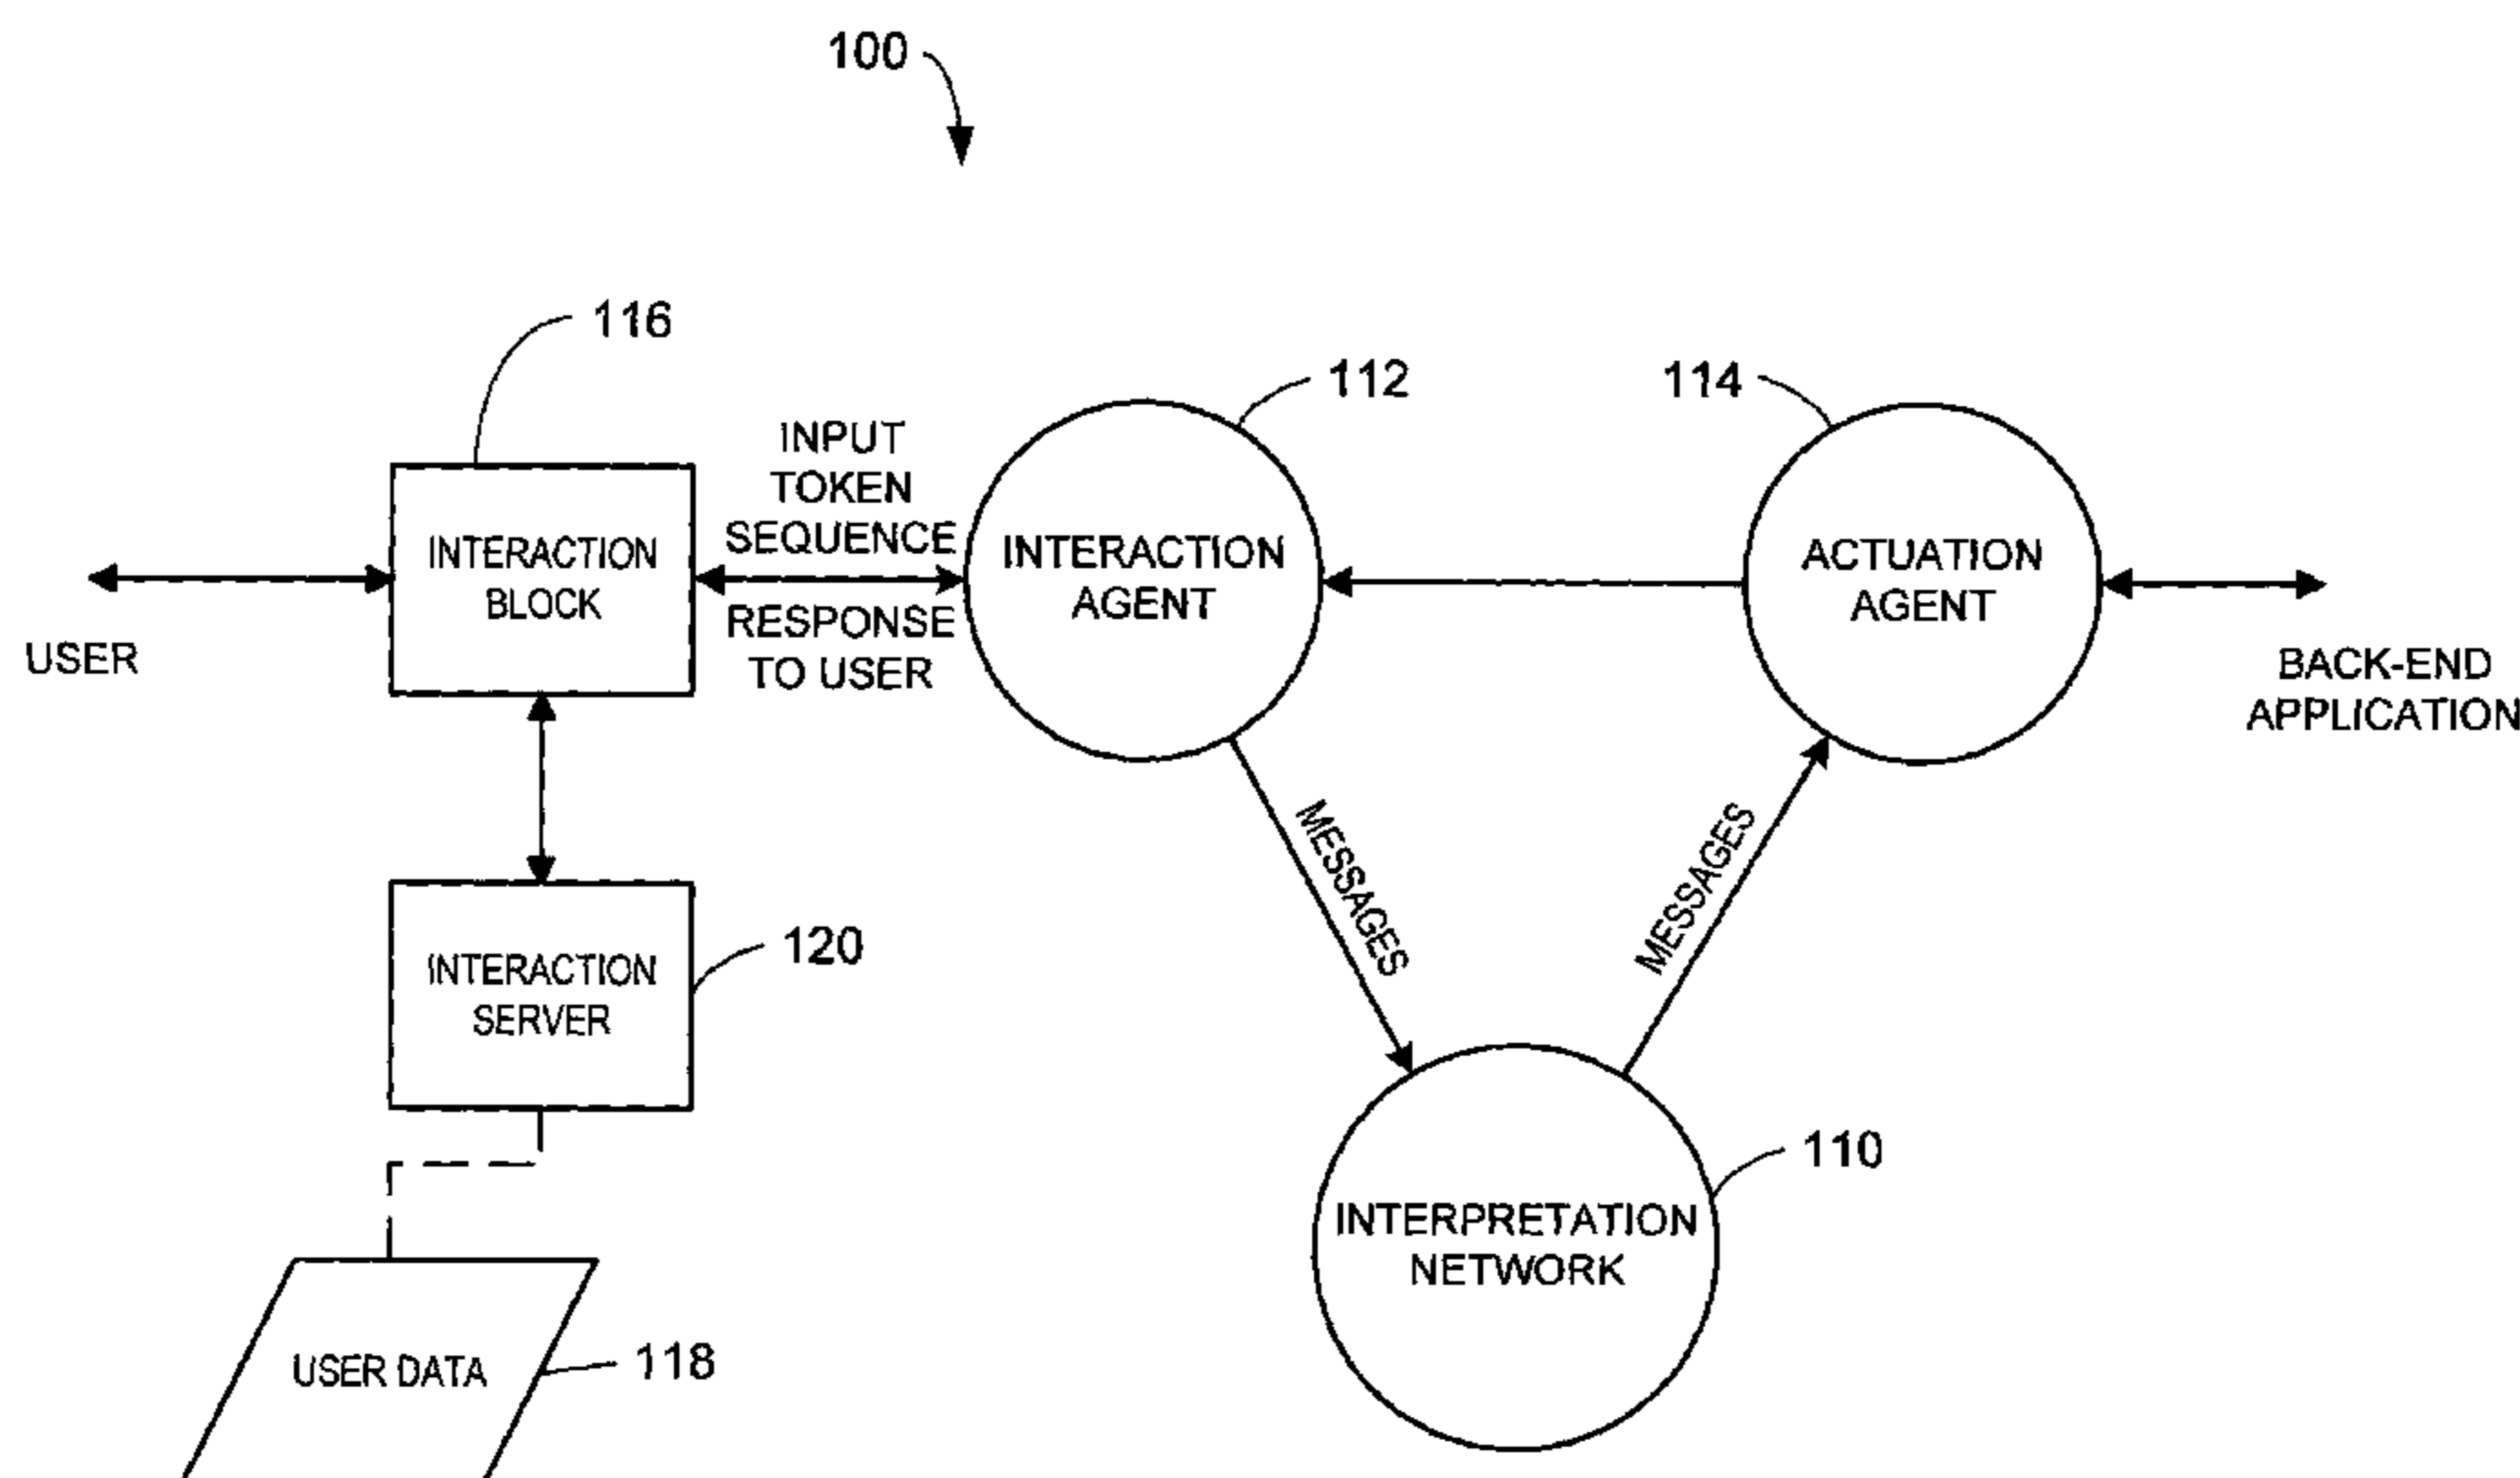 100
116
112
114
INPUT
TOKEN
SEQUENCE
INTERACTION
BLOCK
INTERACTION
AGENT
ACTUATION
AGENT
RESPONSE
TO USER
USER
BACK-END
APPLICATION
MESSAGES
MESSAGES
INTERACTION
SERVER
120
110
INTERPRETATION
NETWORK
USER DATA
118